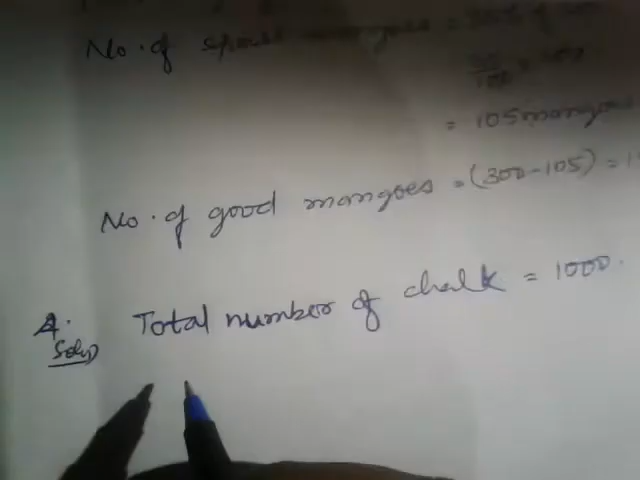 No. of
= 105 mangoes
No. of good mangoes = (300-105) =
4. Total number of chalk = 1000.
Soln